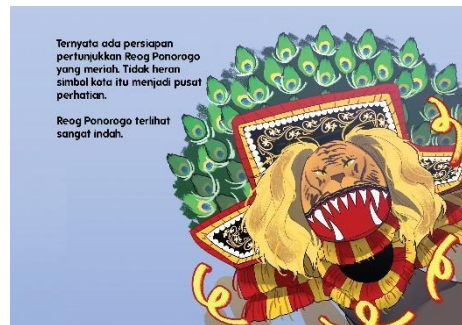 Ternyata ada persiapan
pertunjukkan Reog Ponorogo
yang meriah. Tidak heran
simbol kota itu menjadi pusat
perhatian.
Reog Ponorogo terlihat
sangat indah.